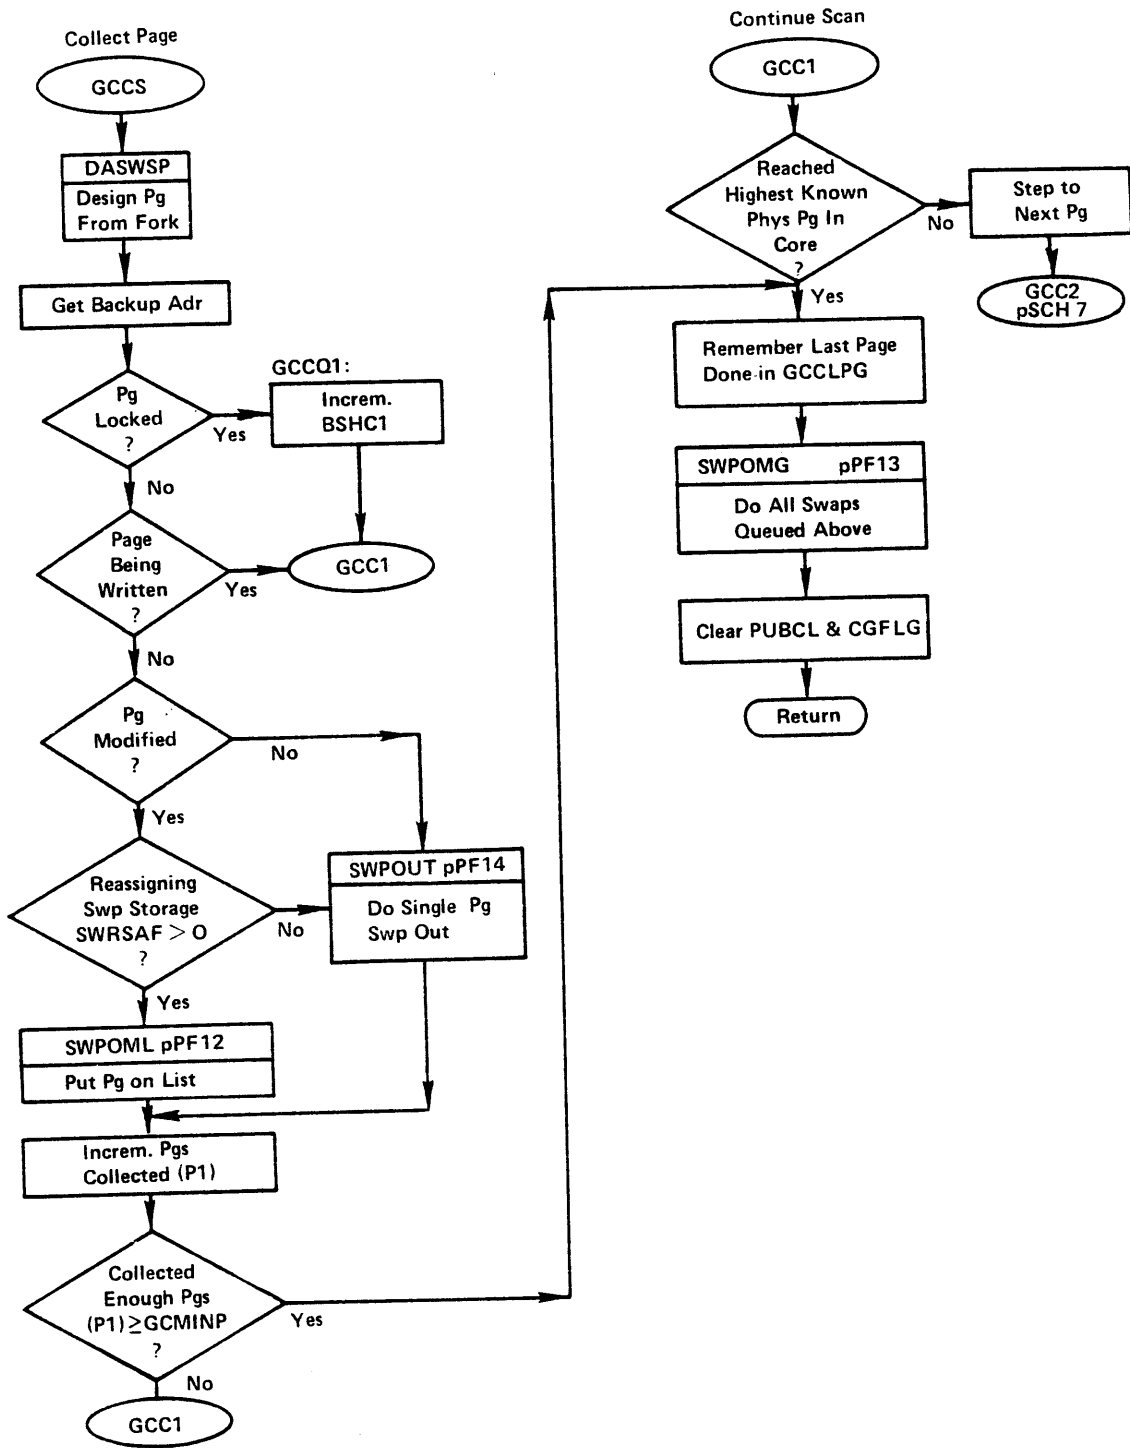 Collect Page
GCCS
DASWSP
Design Pg
From Fork
Get Backup Adr
Pg
Locked
?
Yes
No
GCCQ1:
Increm.
BSHC1
Page
Being
Written
?
Yes
No
GCC1
Pg
Modified
?
No
Yes
Reassigning
Swp Storage
SWRSAF > O
?
No
Yes
SWPOUT pPF14
Do Single Pg
Swp Out
SWPOML pPF12
Put Pg on List
Increm. Pgs
Collected (P1)
Collected
Enough Pgs
(P1)≥GCMINP
?
Yes
No
GCC1
Continue Scan
GCC1
Reached
Highest Known
Phys Pg In
Core
?
No
Yes
Step to
Next Pg
GCC2
pSCH 7
Remember Last Page
Done in GCCLPG
SWPOMG pPF13
Do All Swaps
Queued Above
Clear PUBCL & CGFLG
Return